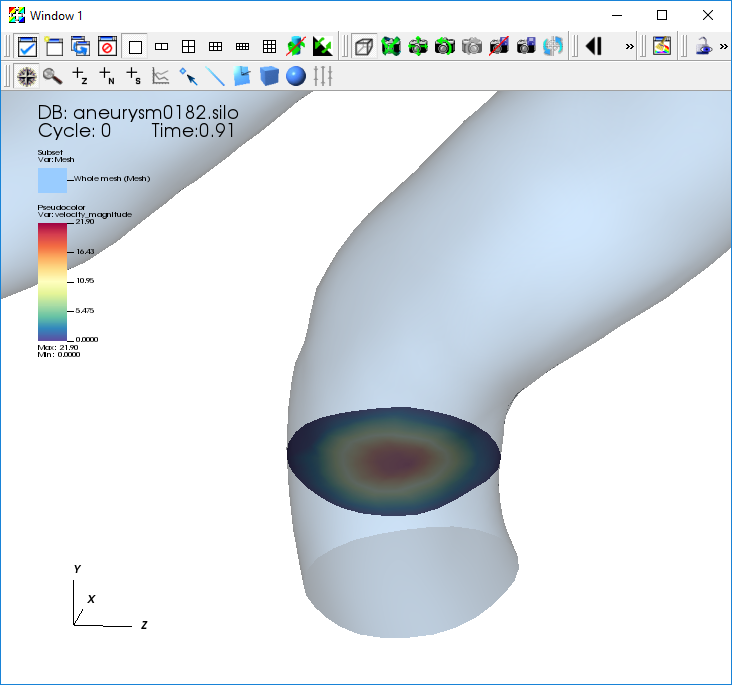 Window 1
Z
N
S
DB: aneurysm0182.silo
Cycle: 0 Time:0.91
Subset
Var: Mesh
Whole mesh (Mesh)
Pseudocolor
Var: velocity_magnitude
21.90
16.43
10.95
5.475
0.0000
Max: 21.90
Min: 0.0000
Y
X
Z